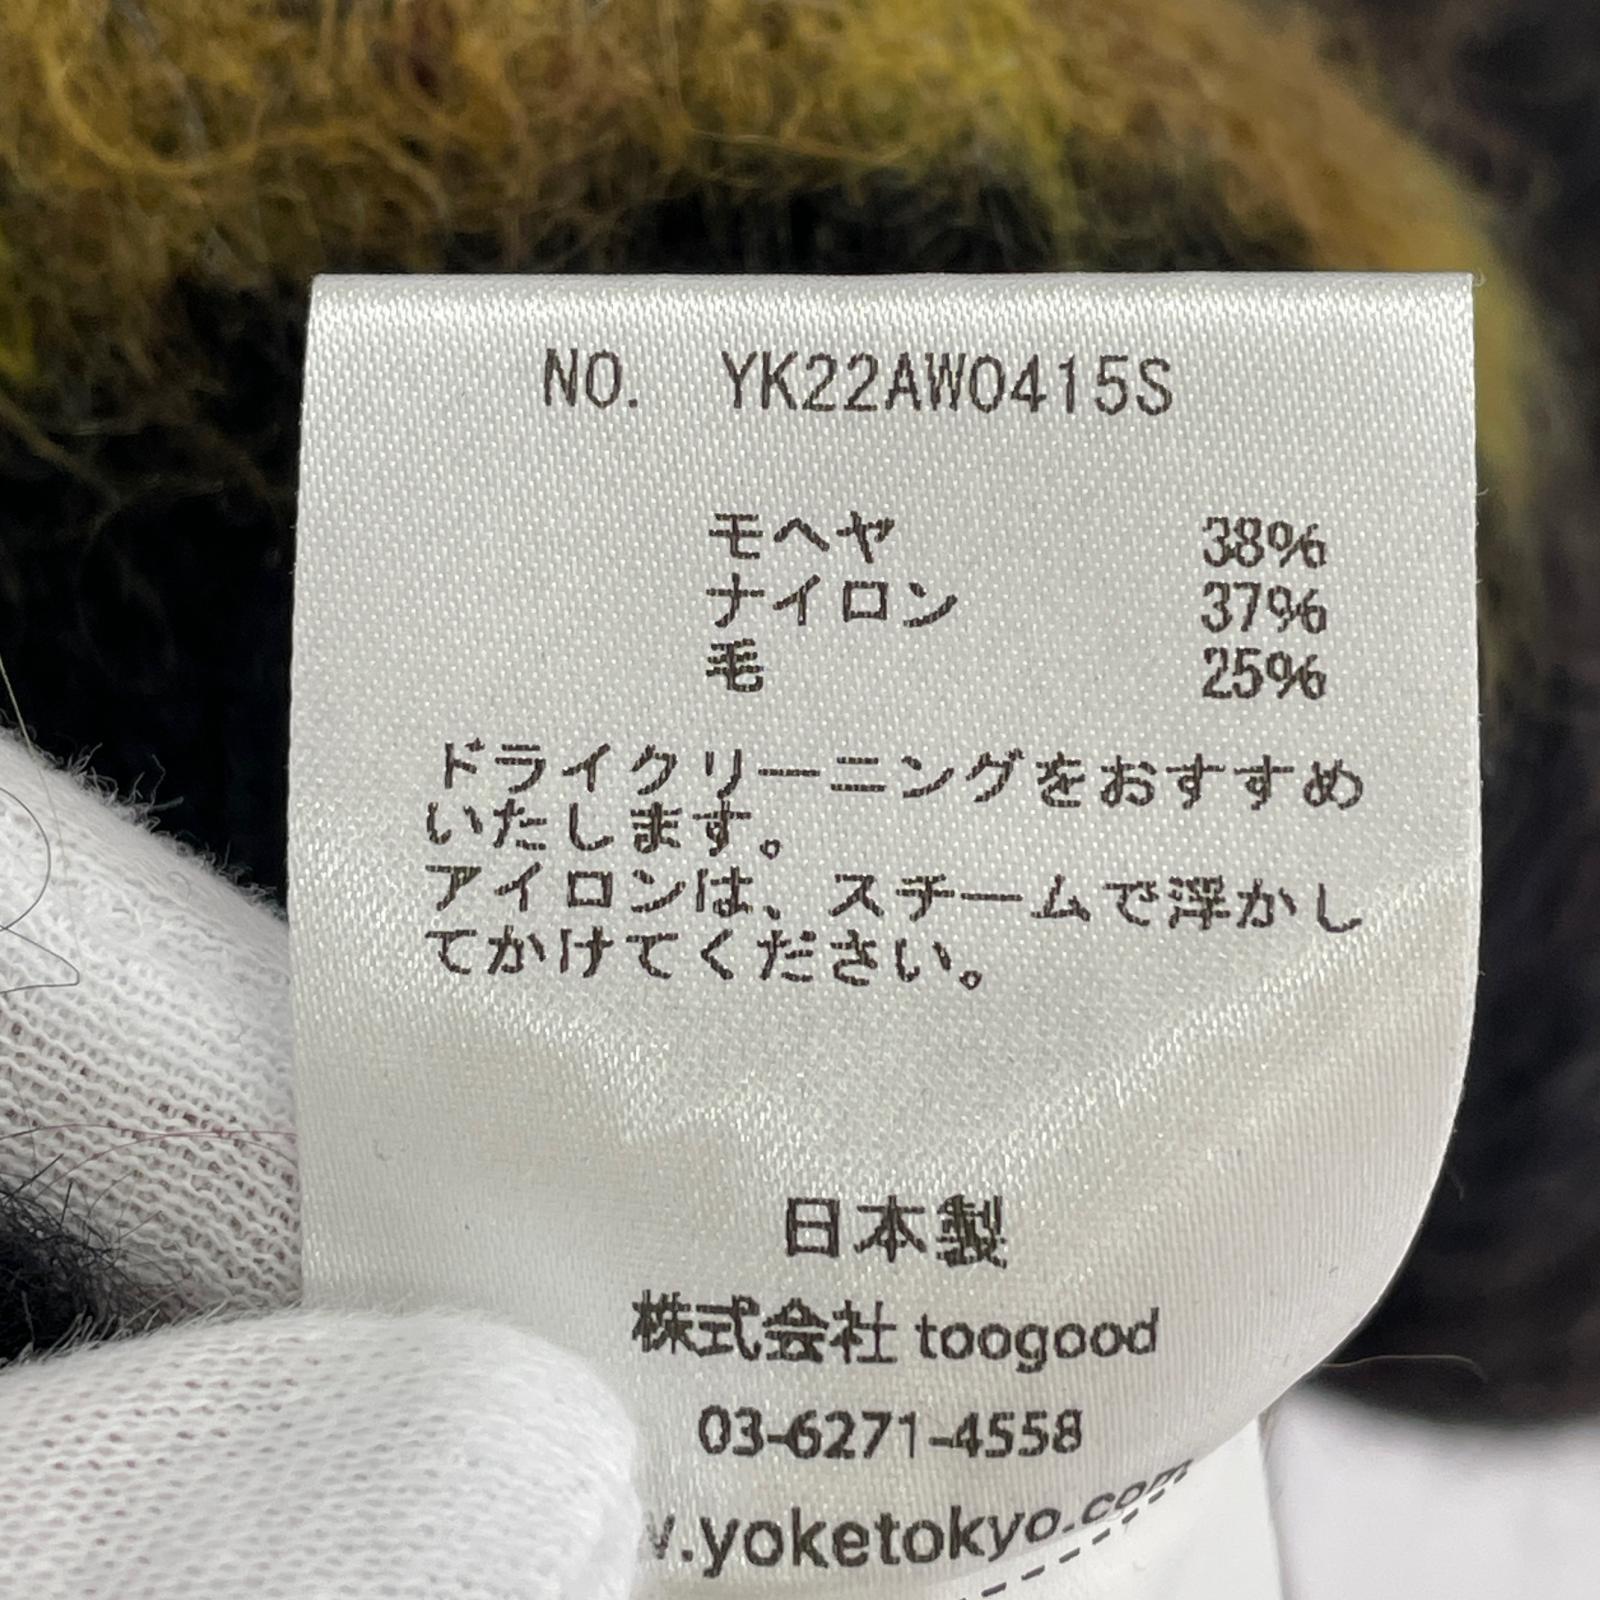 NO. YK22AW0415S
モヘヤ 38%
ナイロン 37%
毛 25%
ドライクリーニングをおすすめ
いたします。
アイロンは、スチームで浮かし
てかけてください。
日本製
株式会社 toogood
03-6271-4558
.yoketokyo.com